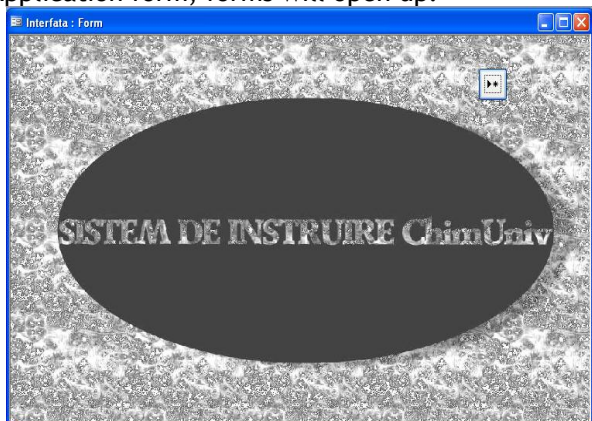 Application form, forms will open up.
Interfata : Form
SISTEM DE INSTRUIRE ChimUniv